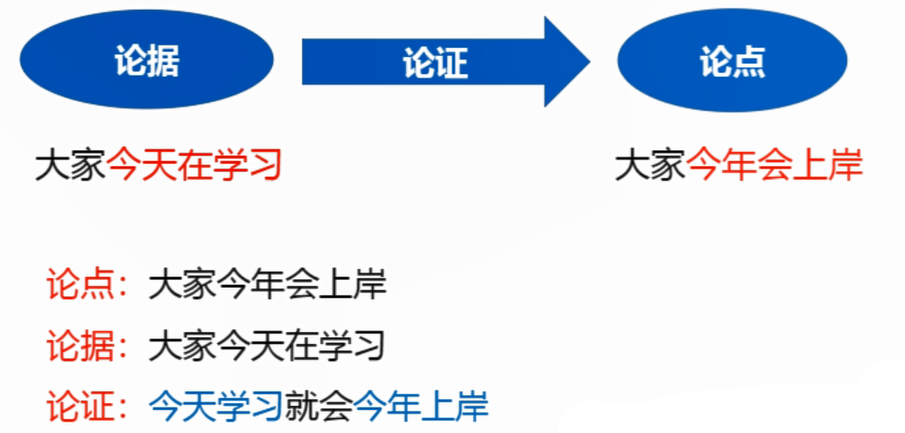 论据 论证 论点
大家今天在学习 大家今年会上岸
论点：大家今年会上岸
论据：大家今天在学习
论证：今天学习就会今年上岸